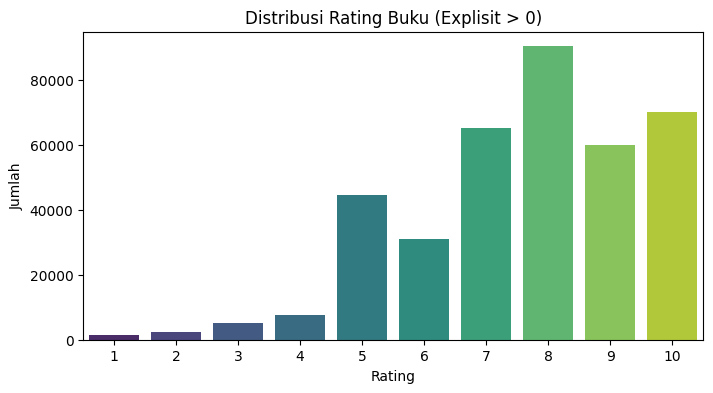 Distribusi Rating Buku (Explisit > 0)
Jumlah
80000
60000
40000
20000
0
1 2 3 4 5 6 7 8 9 10
Rating